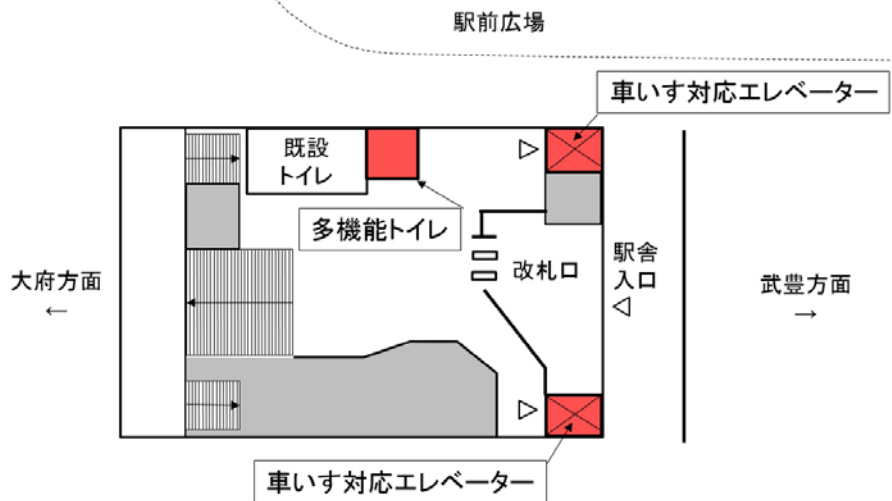 駅前広場
車いす対応エレベーター
既設
トイレ
多機能トイレ
改札口
駅舎
入口
大府方面
←
武豊方面
→
車いす対応エレベーター